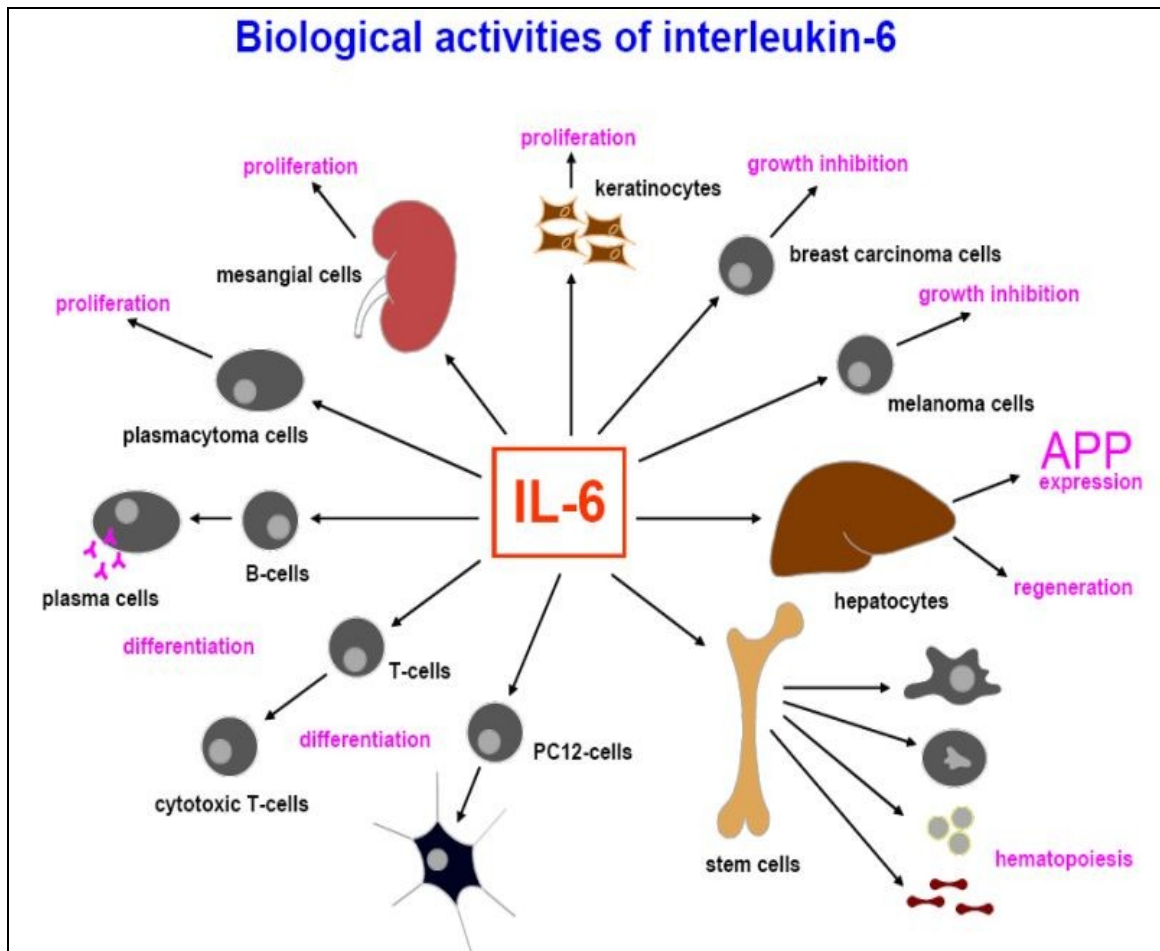 Biological activities of interleukin-6
proliferation
keratinocytes
proliferation
mesangial cells
growth inhibition
breast carcinoma cells
growth inhibition
melanoma cells
proliferation
plasmacytoma cells
IL-6
APP
expression
regeneration
hepatocytes
B-cells
plasma cells
differentiation
T-cells
cytotoxic T-cells
differentiation
PC12-cells
stem cells
hematopoiesis